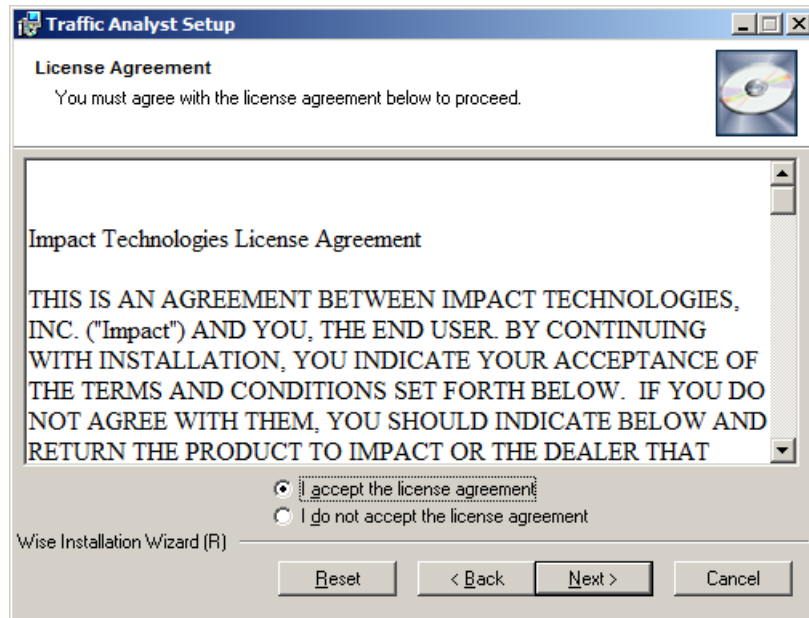 Traffic Analyst Setup
License Agreement
You must agree with the license agreement below to proceed.
Impact Technologies License Agreement
THIS IS AN AGREEMENT BETWEEN IMPACT TECHNOLOGIES,
INC. ("Impact") AND YOU, THE END USER. BY CONTINUING
WITH INSTALLATION, YOU INDICATE YOUR ACCEPTANCE OF
THE TERMS AND CONDITIONS SET FORTH BELOW.  IF YOU DO
NOT AGREE WITH THEM, YOU SHOULD INDICATE BELOW AND
RETURN THE PRODUCT TO IMPACT OR THE DEALER THAT
I accept the license agreement
I do not accept the license agreement
Wise Installation Wizard (R)
Reset < Back Next > Cancel